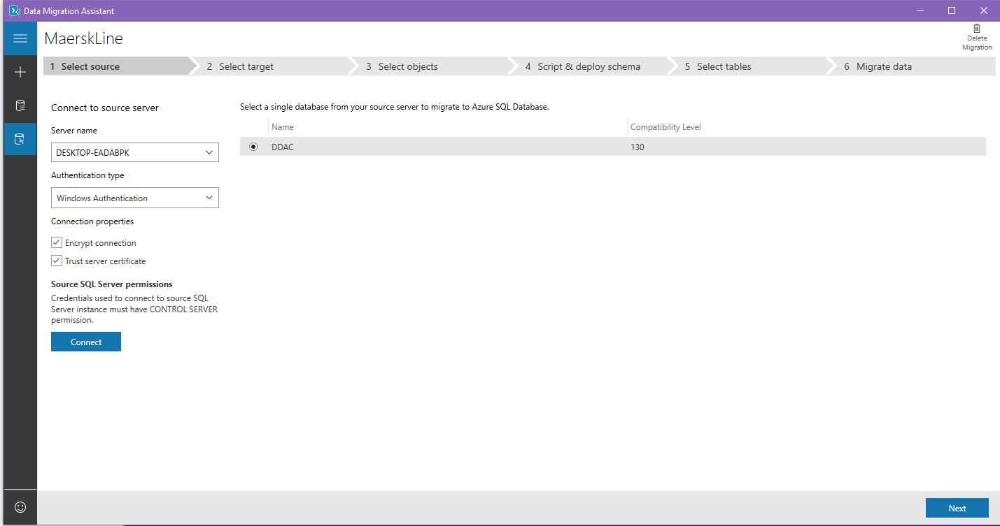 Data Migration Assistant
MaerskLine
Delete
Migration
1 Select source
2 Select target
3 Select objects
4 Script & deploy schema
5 Select tables
6 Migrate data
Connect to source server
Server name
DESKTOP-EADABPK
Authentication type
Windows Authentication
Connection properties
Encrypt connection
Trust server certificate
Source SQL Server permissions
Credentials used to connect to source SQL
Server instance must have CONTROL SERVER
permission.
Connect
Select a single database from your source server to migrate to Azure SQL Database.
Name Compatibility Level
DDAC 130
Next